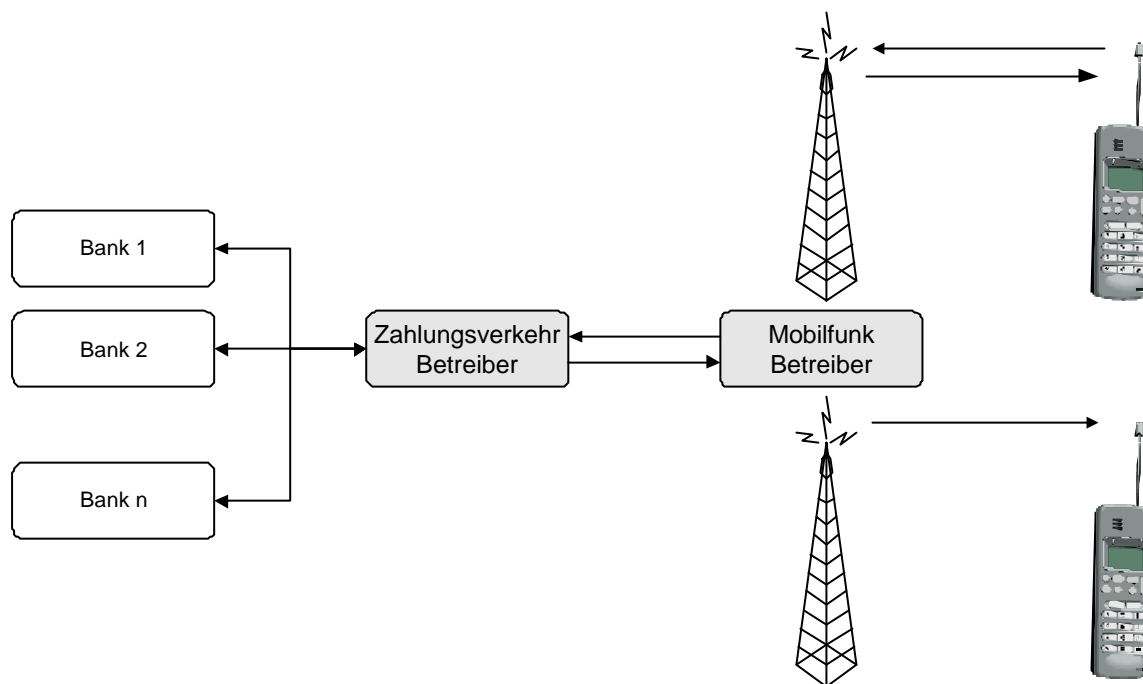 Bank 1
Bank 2
Bank n
Zahlungsverkehr
Betreiber
Mobilfunk
Betreiber